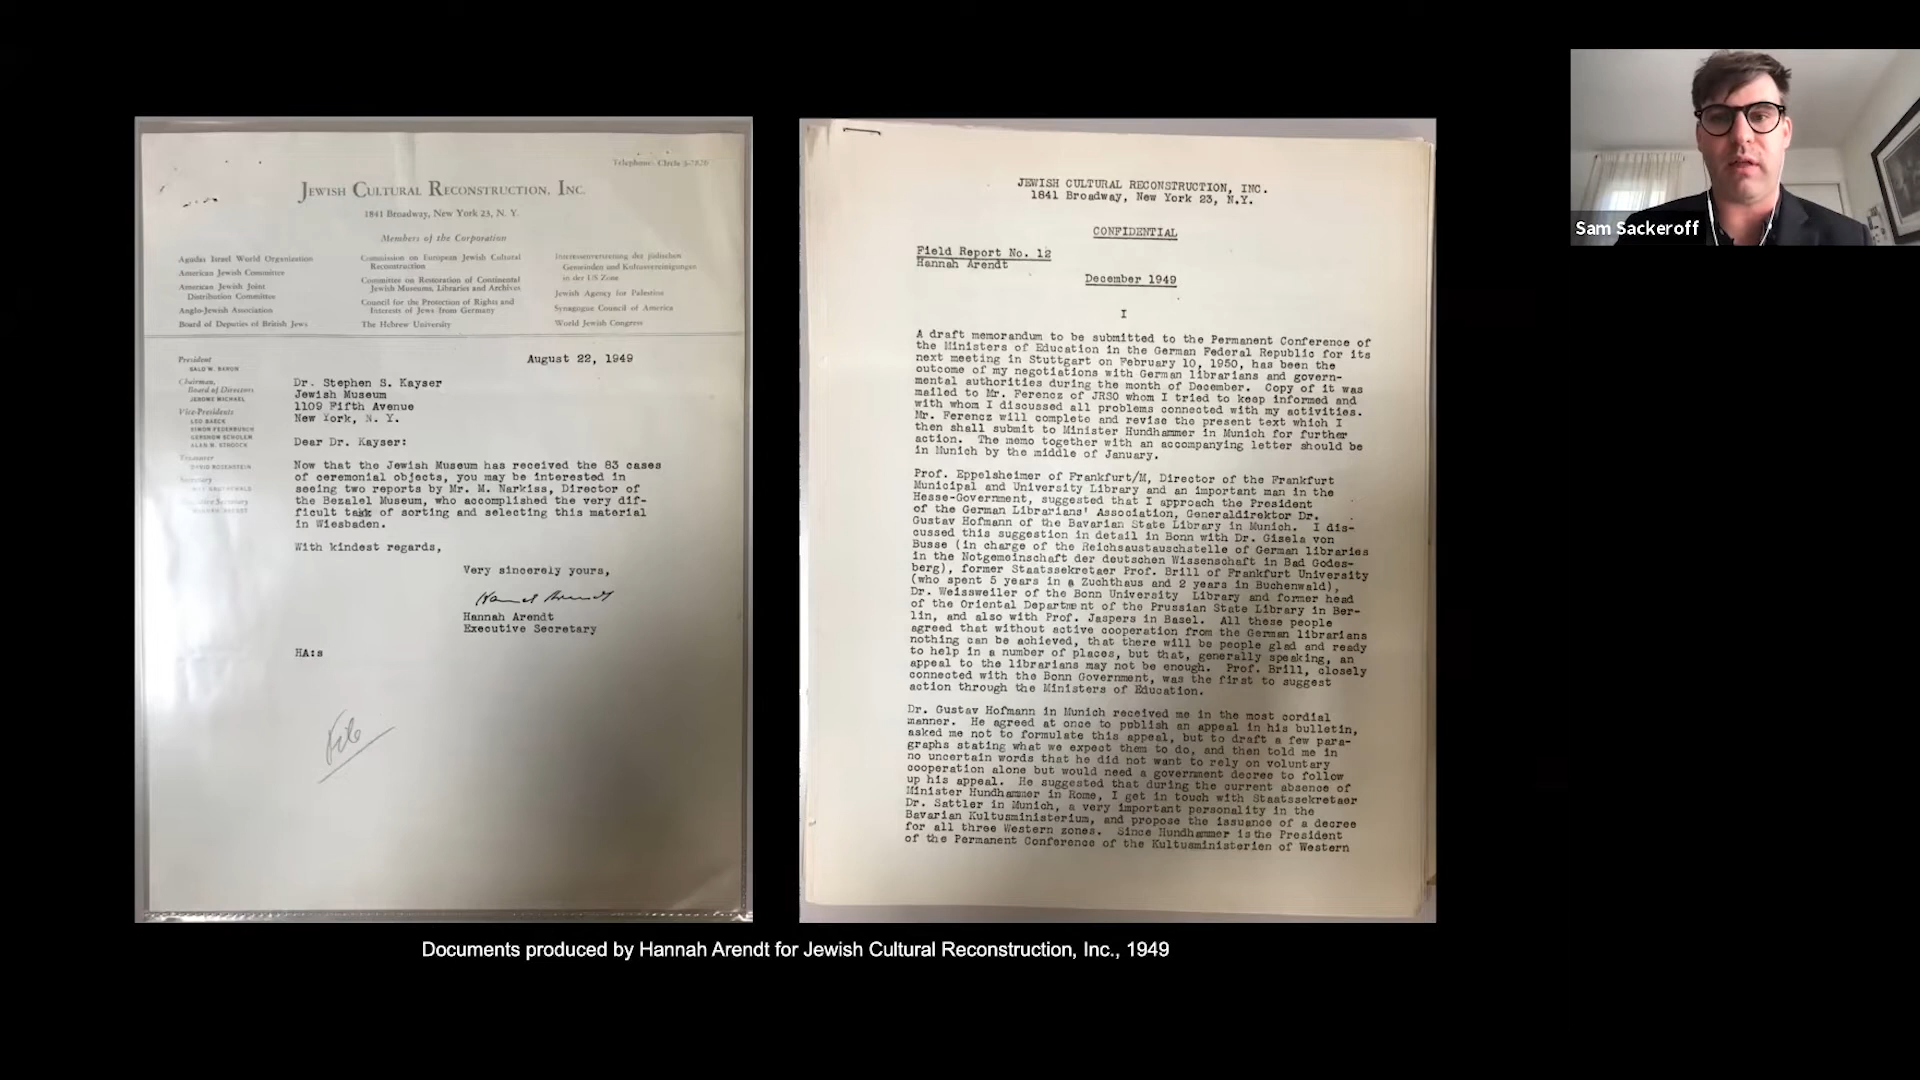 Telephone: Circle 5-7820
JEWISH CULTURAL RECONSTRUCTION, INC.
1841 Broadway, New York 23, N. Y.
Members of the Corporation
Agudas Israel World Organization
American Jewish Committee
American Jewish Joint
Distribution Committee
Anglo-Jewish Association
Board of Deputies of British Jews
Commission on European Jewish Cultural
Reconstruction
Committee on Restoration of Continental
Jewish Museums, Libraries and Archives
Council for the Protection of Rights and
Interests of Jews from Germany
The Hebrew University
Interessenvertretung der jüdischen
Gemeinden und Kultusvereinigungen
in der US Zone
Jewish Agency for Palestine
Synagogue Council of America
World Jewish Congress
President
SALO W. BARON
Chairman,
Board of Directors
JEROME MICHAEL
Vice-Presidents
LEO BAECK
SIMON FEDERBUSCH
GERSHOM SCHOLEM
ALAN M. STROOCK
Treasurer
DAVID ROSENSTEIN
Secretary
August 22, 1949
Dr. Stephen S. Kayser
Jewish Museum
1109 Fifth Avenue
New York, N. Y.
Dear Dr. Kayser:
Now that the Jewish Museum has received the 83 cases
of ceremonial objects, you may be interested in
seeing two reports by Mr. M. Narkiss, Director of
the Bezalel Museum, who accomplished the very dif-
ficult task of sorting and selecting this material
in Wiesbaden.
With kindest regards,
Very sincerely yours,
Hannah Arendt
Hannah Arendt
Executive Secretary
HA:s
File
JEWISH CULTURAL RECONSTRUCTION, INC.
1841 Broadway, New York 23, N.Y.
CONFIDENTIAL
Field Report No. 12
Hannah Arendt
December 1949
I
A draft memorandum to be submitted to the Permanent Conference of
the Ministers of Education in the German Federal Republic for its
next meeting in Stuttgart on February 10, 1950, has been the
outcome of my negotiations with German librarians and govern-
mental authorities during the month of December. Copy of it was
mailed to Mr. Ferencz of JRSO whom I tried to keep informed and
with whom I discussed all problems connected with my activities.
Mr. Ferencz will complete and revise the present text which I
then shall submit to Minister Hundhammer in Munich for further
action. The memo together with an accompanying letter should be
in Munich by the middle of January.
Prof. Eppelsheimer of Frankfurt/M, Director of the Frankfurt
Municipal and University Library and an important man in the
Hesse-Government, suggested that I approach the President
of the German Librarians' Association, Generaldirektor Dr.
Gustav Hofmann of the Bavarian State Library in Munich. I dis-
cussed this suggestion in detail in Bonn with Dr. Gisela von
Busse (in charge of the Reichsaustauschstelle of German libraries
in the Notgemeinschaft der deutschen Wissenschaft in Bad Godes-
berg), former Staatssekretaer Prof. Brill of Frankfurt University
(who spent 5 years in a Zuchthaus and 2 years in Buchenwald),
Dr. Weissweiler of the Bonn University Library and former head
of the Oriental Department of the Prussian State Library in Ber-
lin, and also with Prof. Jaspers in Basel. All these people
agreed that without active cooperation from the German librarians
nothing can be achieved, that there will be people glad and ready
to help in a number of places, but that, generally speaking, an
appeal to the librarians may not be enough. Prof. Brill, closely
connected with the Bonn Government, was the first to suggest
action through the Ministers of Education.
Dr. Gustav Hofmann in Munich received me in the most cordial
manner. He agreed at once to publish an appeal in his bulletin,
asked me not to formulate this appeal, but to draft a few para-
graphs stating what we expect them to do, and then told me in
no uncertain words that he did not want to rely on voluntary
cooperation alone but would need a government decree to follow
up his appeal. He suggested that during the current absence of
Minister Hundhammer in Rome, I get in touch with Staatssekretaer
Dr. Sattler in Munich, a very important personality in the
Bavarian Kultusministerium, and propose the issuance of a decree
for all three Western zones. Since Hundhammer is the President
of the Permanent Conference of the Kultusministerien of Western
Documents produced by Hannah Arendt for Jewish Cultural Reconstruction, Inc., 1949
Sam Sackeroff